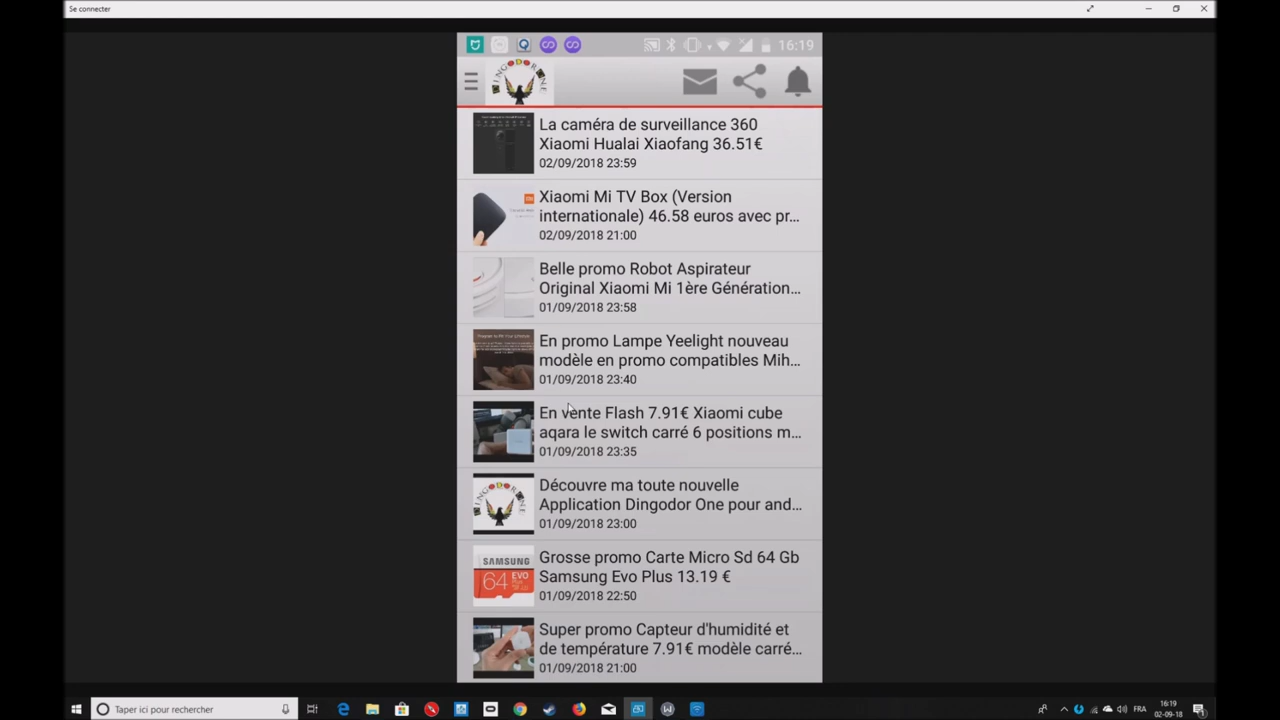 Se connecter
16:19
DINGODORONE
La caméra de surveillance 360
Xiaomi Hualai Xiaofang 36.51€
02/09/2018 23:59
Xiaomi Mi TV Box (Version
internationale) 46.58 euros avec pr...
02/09/2018 21:00
Belle promo Robot Aspirateur
Original Xiaomi Mi 1ère Génération...
01/09/2018 23:58
En promo Lampe Yeelight nouveau
modèle en promo compatibles Mih...
01/09/2018 23:40
En vente Flash 7.91€ Xiaomi cube
aqara le switch carré 6 positions m...
01/09/2018 23:35
Découvre ma toute nouvelle
Application Dingodor One pour and...
01/09/2018 23:00
SAMSUNG
64 EVO
Plus
Grosse promo Carte Micro Sd 64 Gb
Samsung Evo Plus 13.19 €
01/09/2018 22:50
Super promo Capteur d'humidité et
de température 7.91€ modèle carré...
01/09/2018 21:00
Taper ici pour rechercher
FRA
16:19
02-09-18